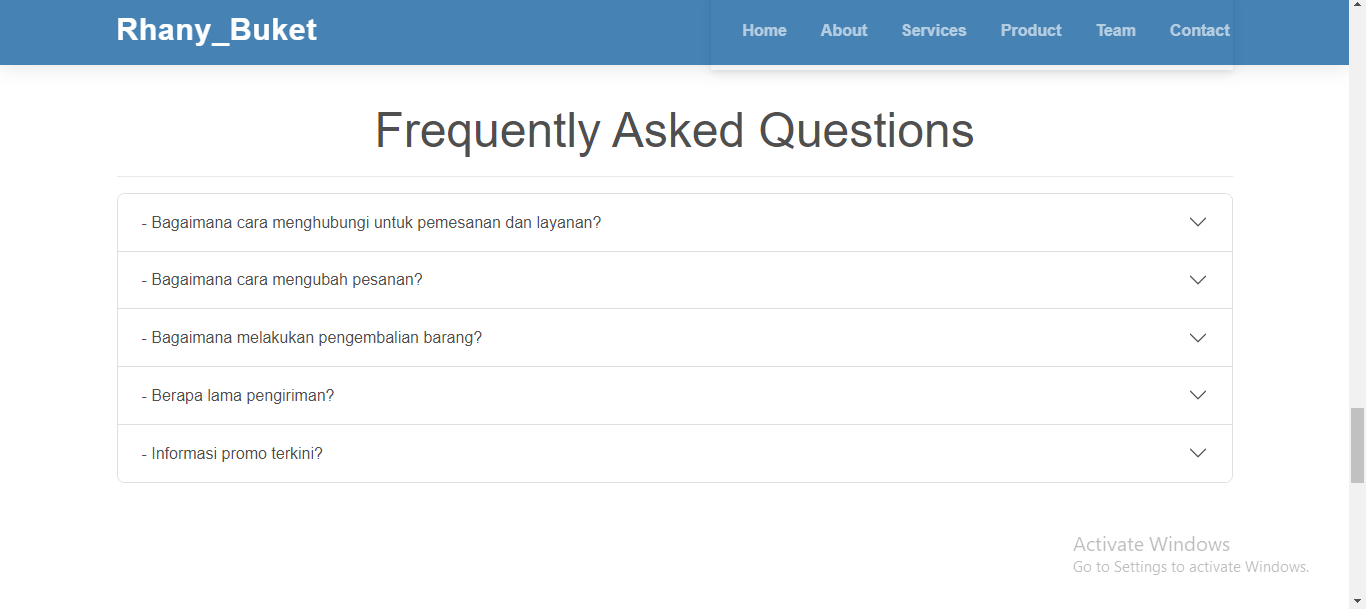 Rhany_Buket
Home About Services Product Team Contact
Frequently Asked Questions
- Bagaimana cara menghubungi untuk pemesanan dan layanan?
- Bagaimana cara mengubah pesanan?
- Bagaimana melakukan pengembalian barang?
- Berapa lama pengiriman?
- Informasi promo terkini?
Activate Windows
Go to Settings to activate Windows.